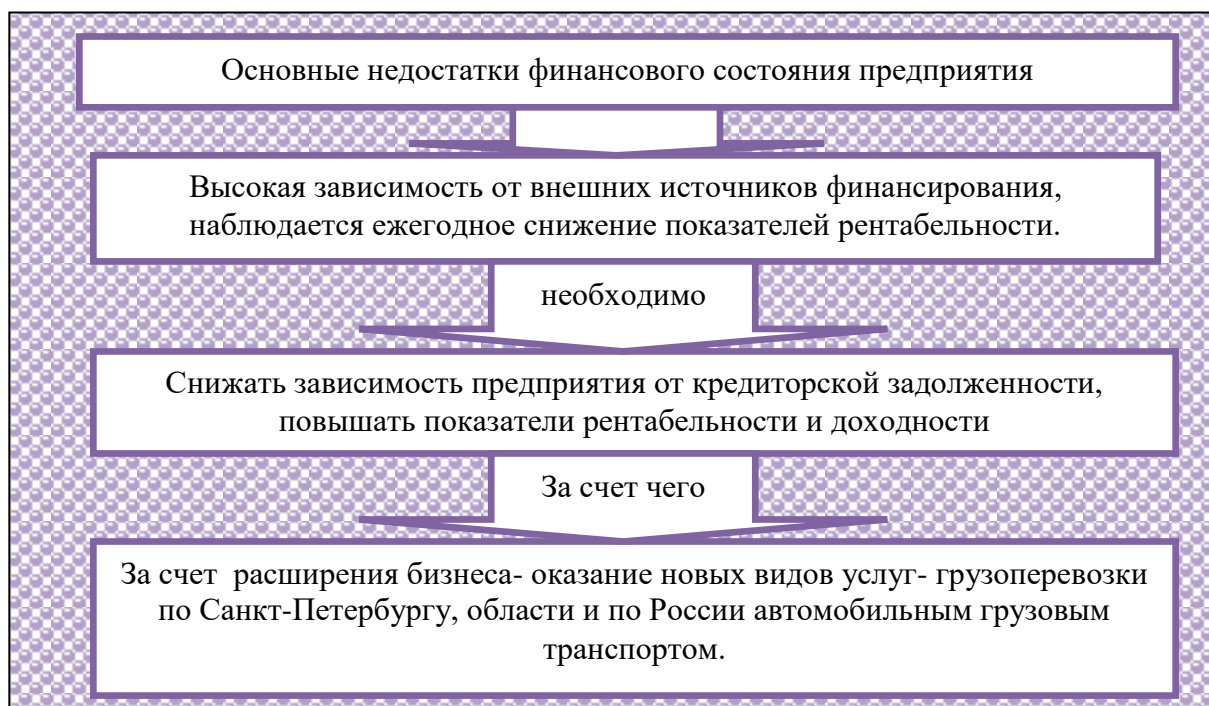 Основные недостатки финансового состояния предприятия
Высокая зависимость от внешних источников финансирования,
наблюдается ежегодное снижение показателей рентабельности.
необходимо
Снижать зависимость предприятия от кредиторской задолженности,
повышать показатели рентабельности и доходности
За счет чего
За счет  расширения бизнеса- оказание новых видов услуг- грузоперевозки
по Санкт-Петербургу, области и по России автомобильным грузовым
транспортом.